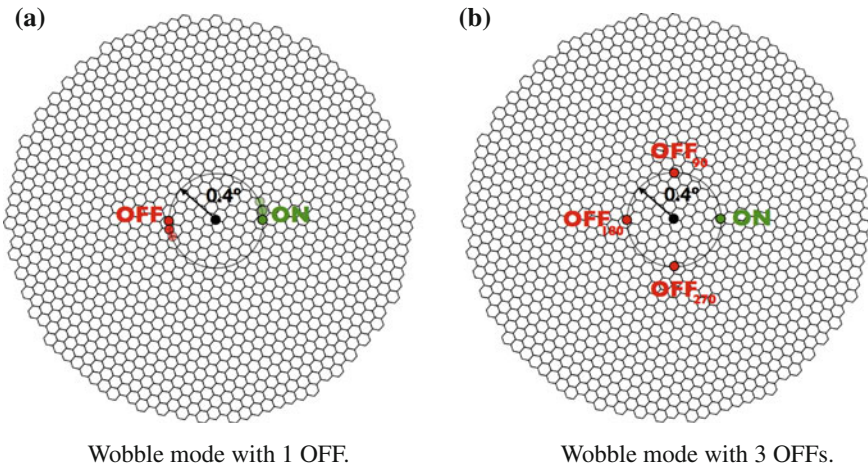 (a)
0.4°
OFF
ON
Wobble mode with 1 OFF.
(b)
OFF90
0.4°
OFF180
ON
OFF270
Wobble mode with 3 OFFs.